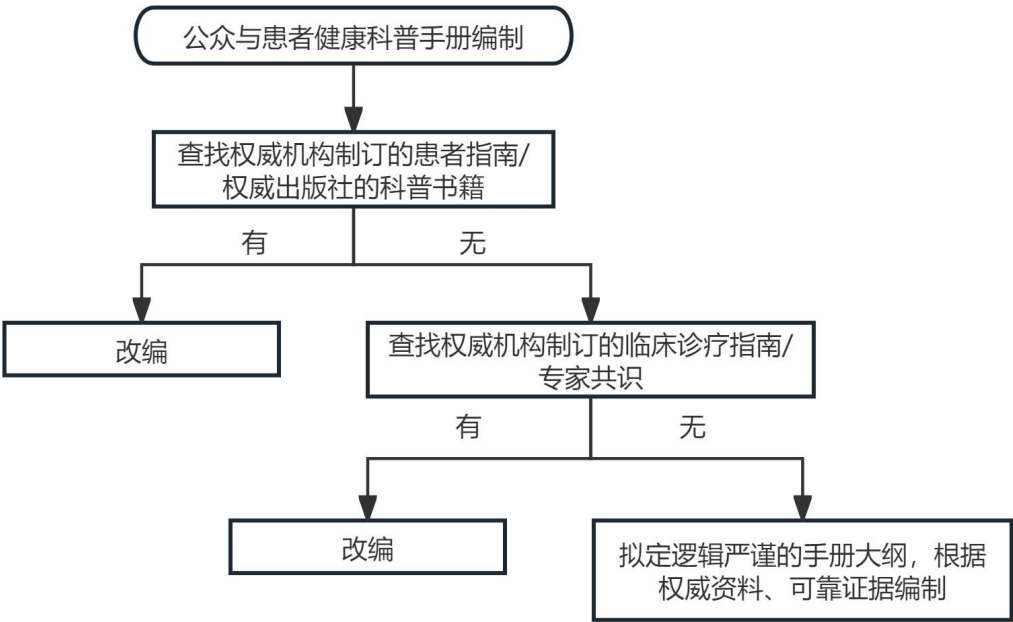 公众与患者健康科普手册编制
查找权威机构制订的患者指南/
权威出版社的科普书籍
有
无
改编
查找权威机构制订的临床诊疗指南/
专家共识
有
无
改编
拟定逻辑严谨的手册大纲，根据
权威资料、可靠证据编制